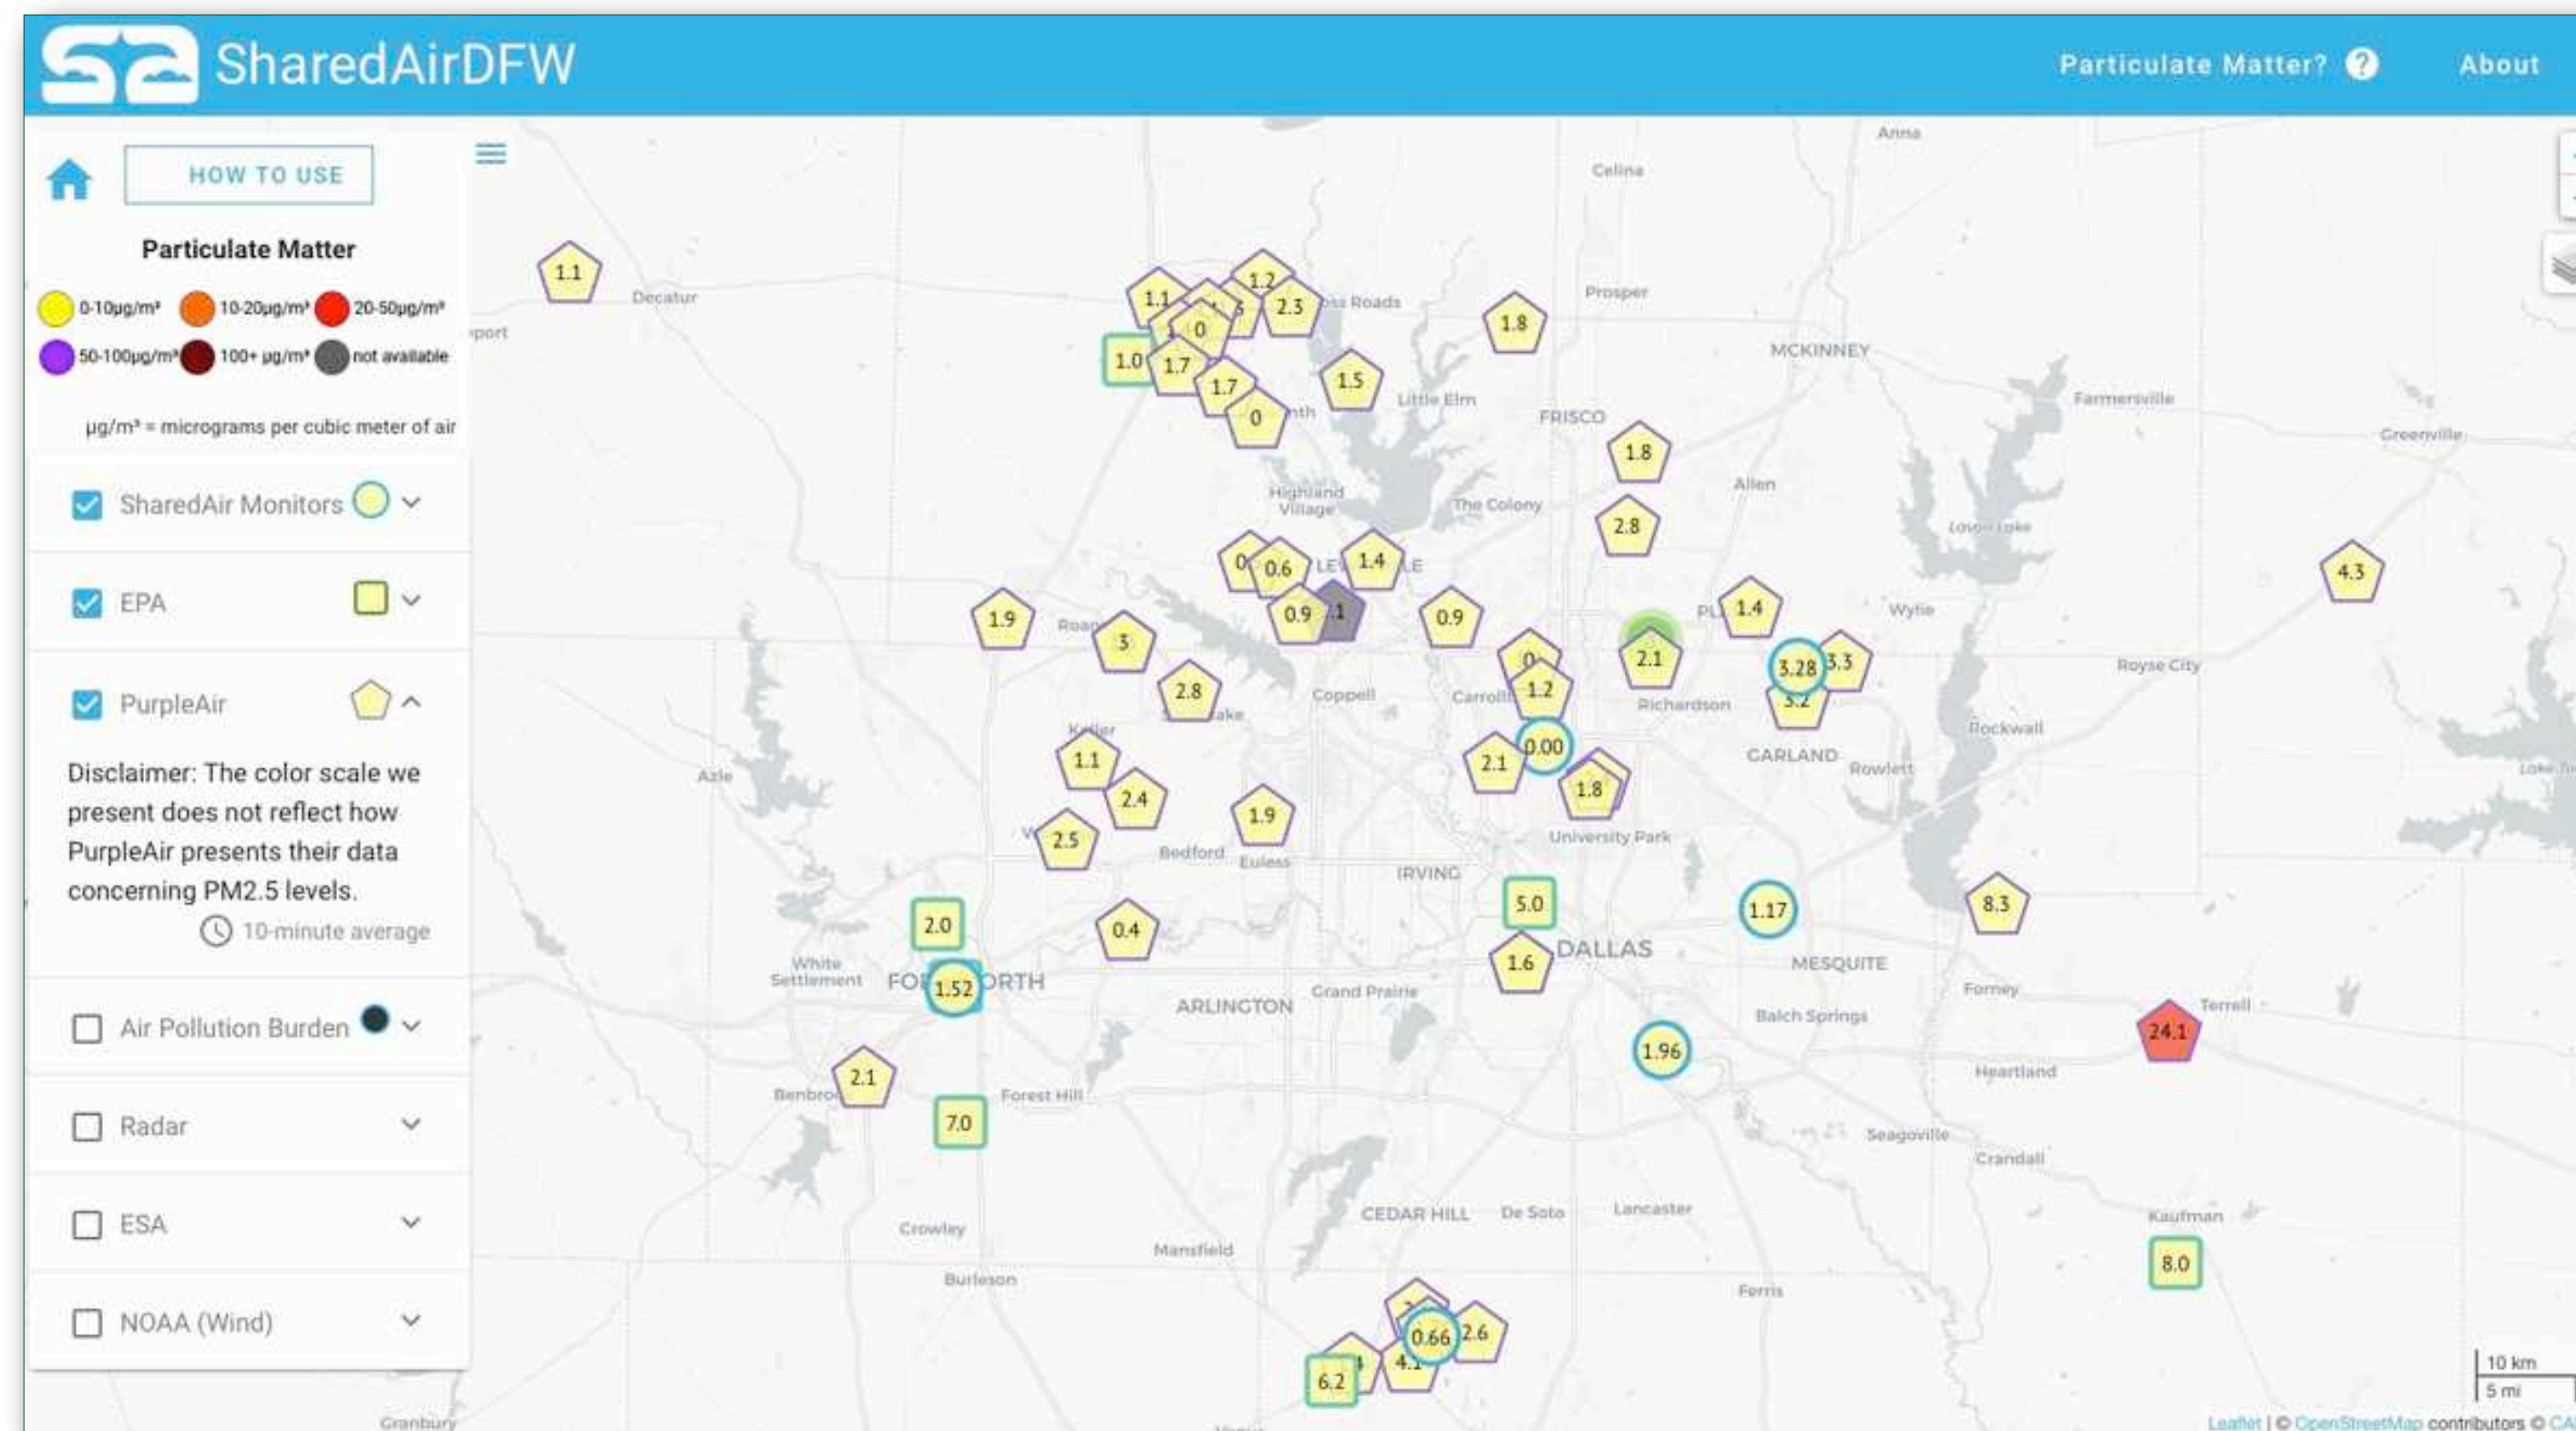 SharedAirDFW
Particulate Matter? ?
About
HOW TO USE
Particulate Matter
0-10µg/m³ 10-20µg/m³ 20-50µg/m³
50-100µg/m³ 100+ µg/m³ not available
µg/m³ = micrograms per cubic meter of air
SharedAir Monitors
EPA
PurpleAir
Disclaimer: The color scale we
present does not reflect how
PurpleAir presents their data
concerning PM2.5 levels.
10-minute average
Air Pollution Burden
Radar
ESA
NOAA (Wind)
Anna
Celina
1.1
Decatur
1.2
1.1
2.3
Prosper
1.8
0
1.0
1.7
MCKINNEY
1.7
1.5
Little Elm
Farmersville
0
FRISCO
Greenville
1.8
Allen
Highland
Village
The Colony
2.8
Lavon Lake
0.6
1.4
4.3
0.9
1.9
0.9
1.4
Wylie
3
2.1
3.28
3.3
Royse City
2.8
Coppell
1.2
Richardson
Rockwall
0.00
GARLAND
1.1
2.1
Rowlett
Azle
2.4
1.9
1.8
2.5
University Park
Bedford
Euless
IRVING
2.0
0.4
5.0
1.17
8.3
DALLAS
White
Settlement
1.52
1.6
MESQUITE
ARLINGTON
Grand Prairie
Forney
Terrell
Balch Springs
24.1
1.96
Heartland
2.1
Forest Hill
7.0
Seagoville
Crandall
CEDAR HILL
De Soto
Lancaster
Kaufman
Crowley
Mansfield
8.0
Burleson
Ferris
0.66
2.6
6.2
Granbury
10 km
5 mi
Leaflet | © OpenStreetMap contributors ©